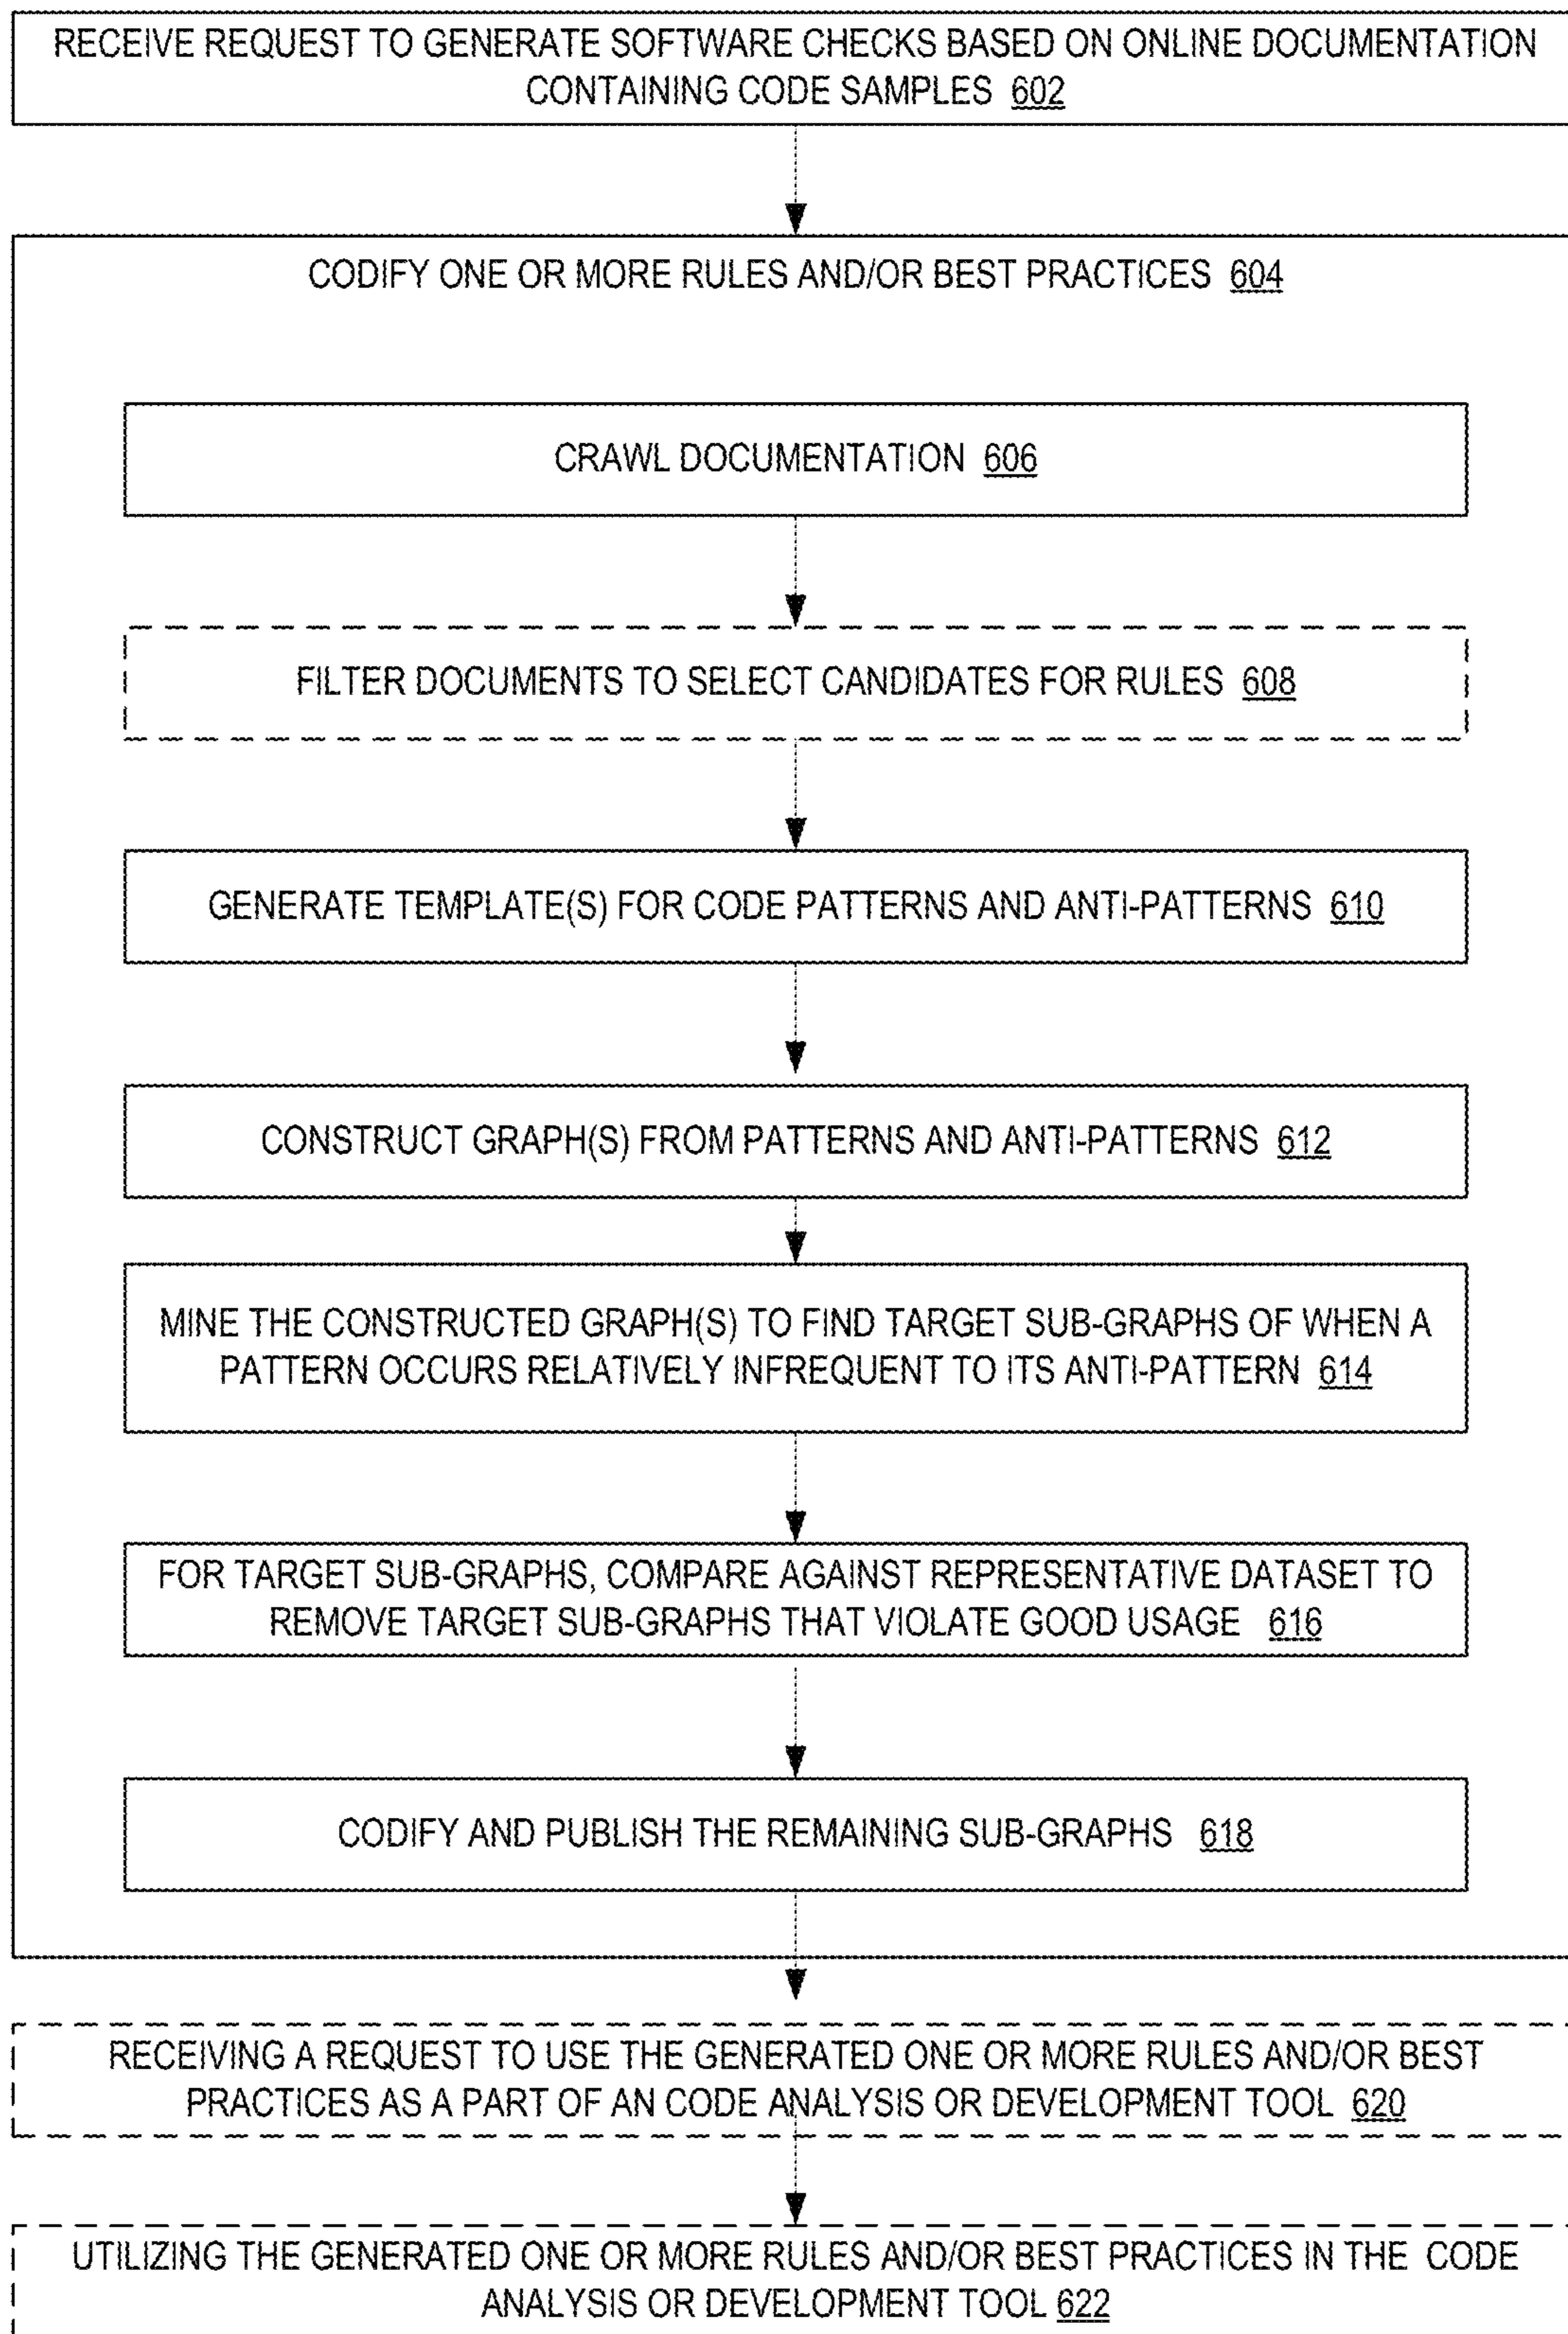 RECEIVE REQUEST TO GENERATE SOFTWARE CHECKS BASED ON ONLINE DOCUMENTATION
CONTAINING CODE SAMPLES 602
CODIFY ONE OR MORE RULES AND/OR BEST PRACTICES 604
CRAWL DOCUMENTATION 606
FILTER DOCUMENTS TO SELECT CANDIDATES FOR RULES 608
GENERATE TEMPLATE(S) FOR CODE PATTERNS AND ANTI-PATTERNS 610
CONSTRUCT GRAPH(S) FROM PATTERNS AND ANTI-PATTERNS 612
MINE THE CONSTRUCTED GRAPH(S) TO FIND TARGET SUB-GRAPHS OF WHEN A
PATTERN OCCURS RELATIVELY INFREQUENT TO ITS ANTI-PATTERN 614
FOR TARGET SUB-GRAPHS, COMPARE AGAINST REPRESENTATIVE DATASET TO
REMOVE TARGET SUB-GRAPHS THAT VIOLATE GOOD USAGE 616
CODIFY AND PUBLISH THE REMAINING SUB-GRAPHS 618
RECEIVING A REQUEST TO USE THE GENERATED ONE OR MORE RULES AND/OR BEST
PRACTICES AS A PART OF AN CODE ANALYSIS OR DEVELOPMENT TOOL 620
UTILIZING THE GENERATED ONE OR MORE RULES AND/OR BEST PRACTICES IN THE CODE
ANALYSIS OR DEVELOPMENT TOOL 622